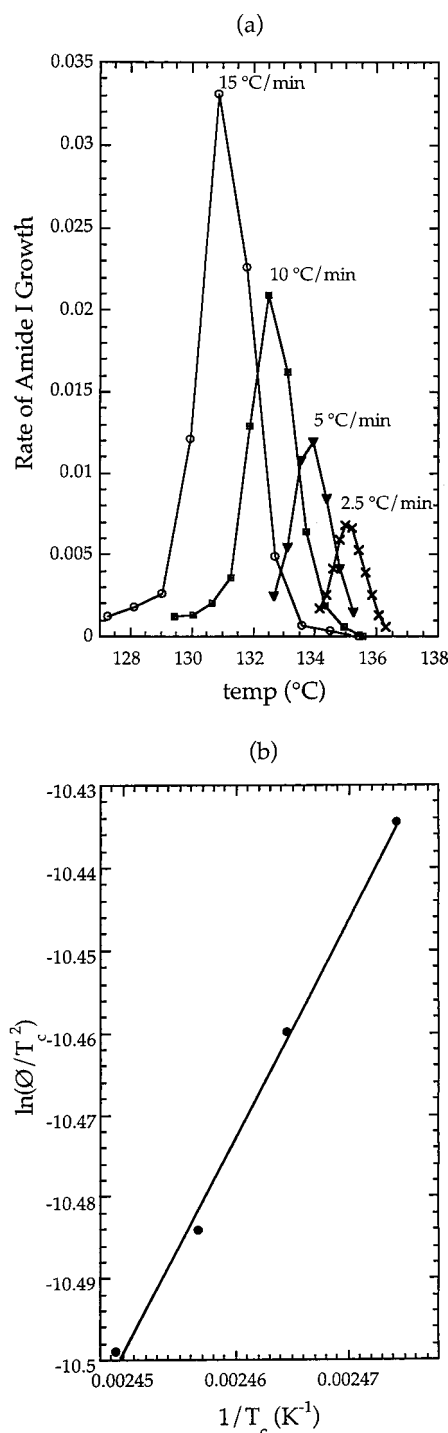 (a)
0.035
0.03
0.025
0.02
0.015
0.01
0.005
0
Rate of Amide I Growth
15 °C/min
10 °C/min
5 °C/min
2.5 °C/min
128 130 132 134 136 138
temp (°C)
(b)
-10.43
-10.44
-10.45
-10.46
-10.47
-10.48
-10.49
-10.5
ln(Ø/T_c^2)
0.00245 0.00246 0.00247
1/T_c (K^-1)